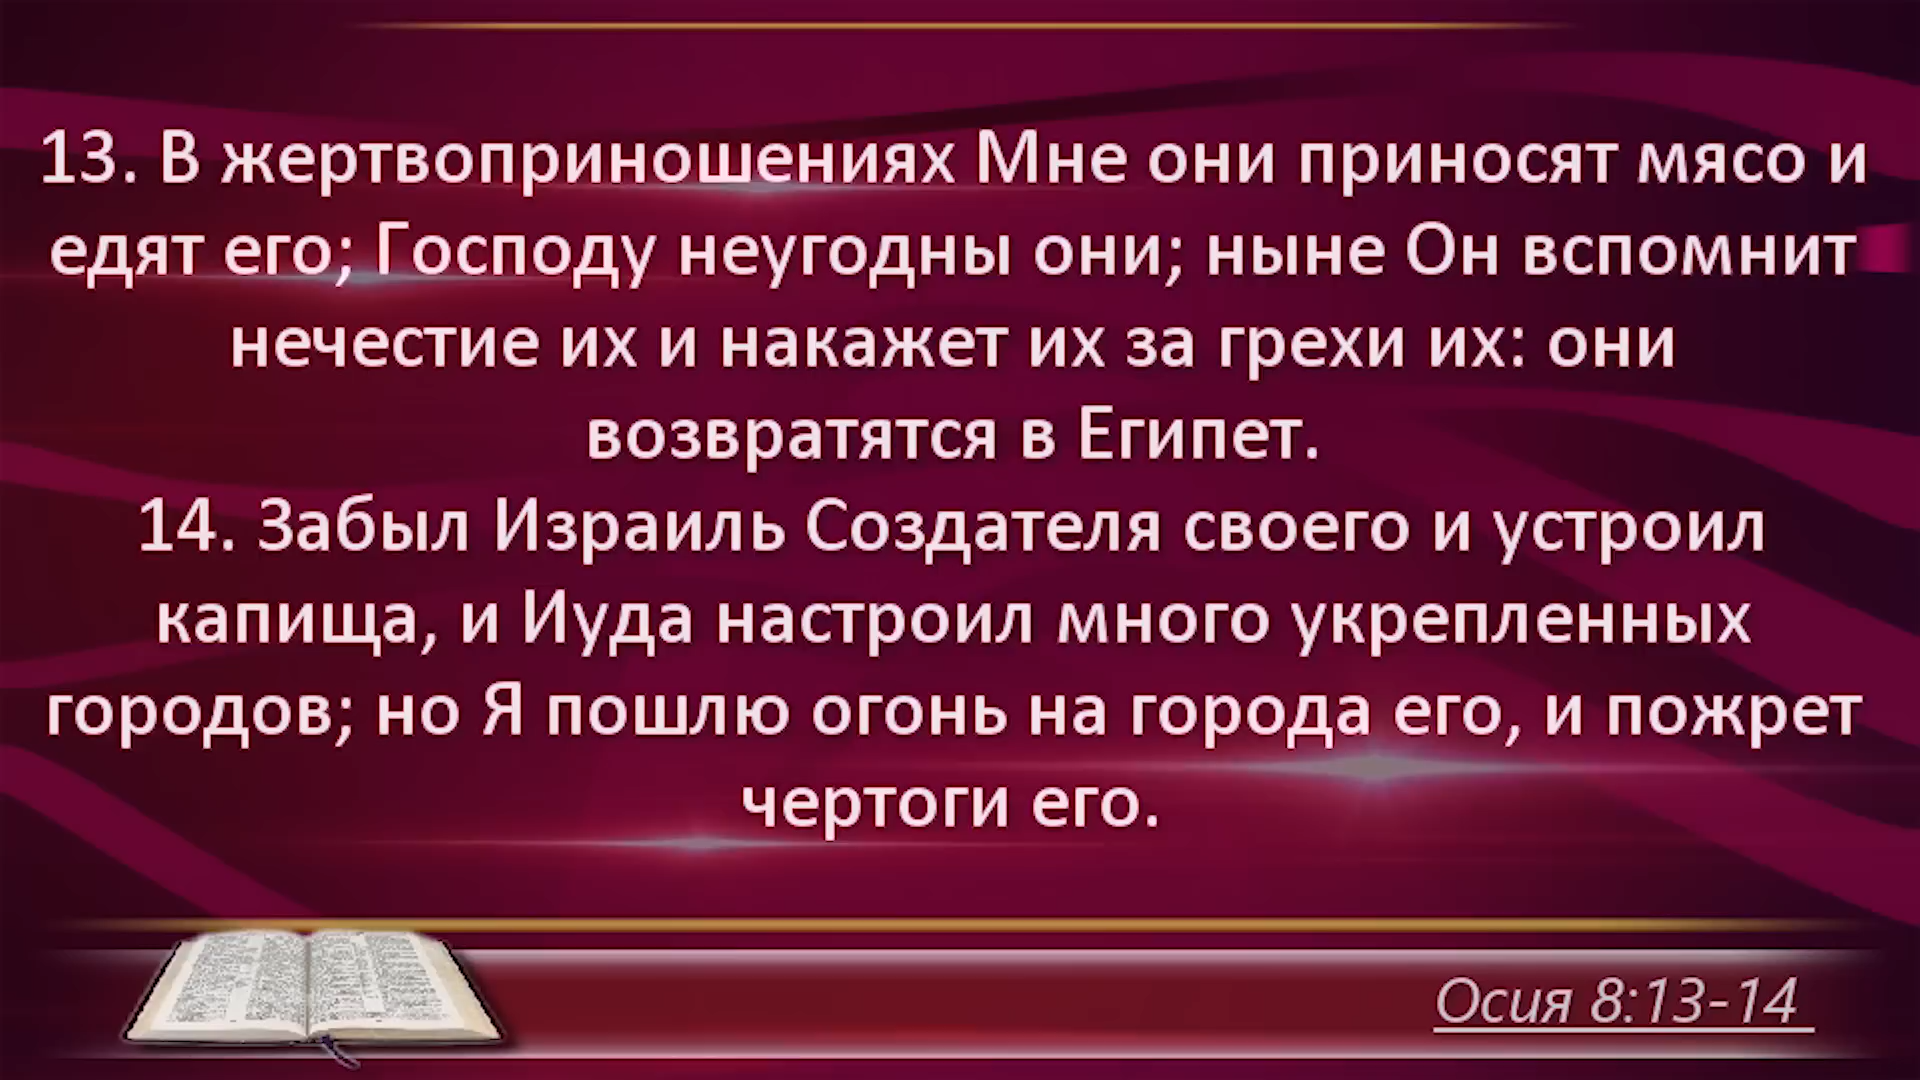 13. В жертвоприношениях Мне они приносят мясо и
едят его; Господу неугодны они; ныне Он вспомнит
нечестие их и накажет их за грехи их: они
возвратятся в Египет.
14. Забыл Израиль Создателя своего и устроил
капища, и Иуда настроил много укрепленных
городов; но Я пошлю огонь на города его, и пожрет
чертоги его.
Осия 8:13-14